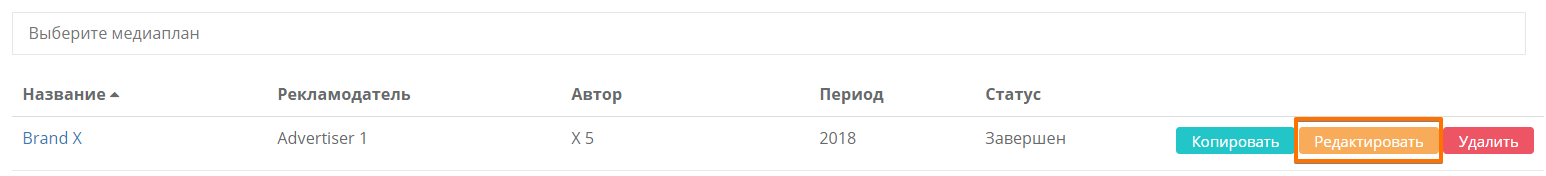 Выберите медиаплан
Название Рекламодатель Автор Период Статус
Brand X Advertiser 1 X 5 2018 Завершен Копировать Редактировать Удалить